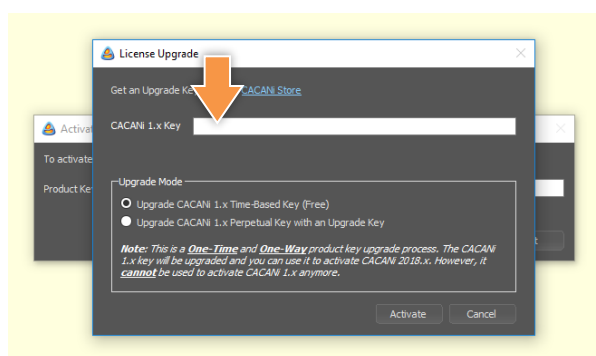 License Upgrade
Get an Upgrade Ke CACANi Store
CACANi 1.x Key
Activa
To activate
Product Ke
Upgrade Mode
Upgrade CACANi 1.x Time-Based Key (Free)
Upgrade CACANi 1.x Perpetual Key with an Upgrade Key
Note: This is a One-Time and One-Way product key upgrade process. The CACANi
1.x key will be upgraded and you can use it to activate CACANi 2018.x. However, it
cannot be used to activate CACANi 1.x anymore.
Activate Cancel